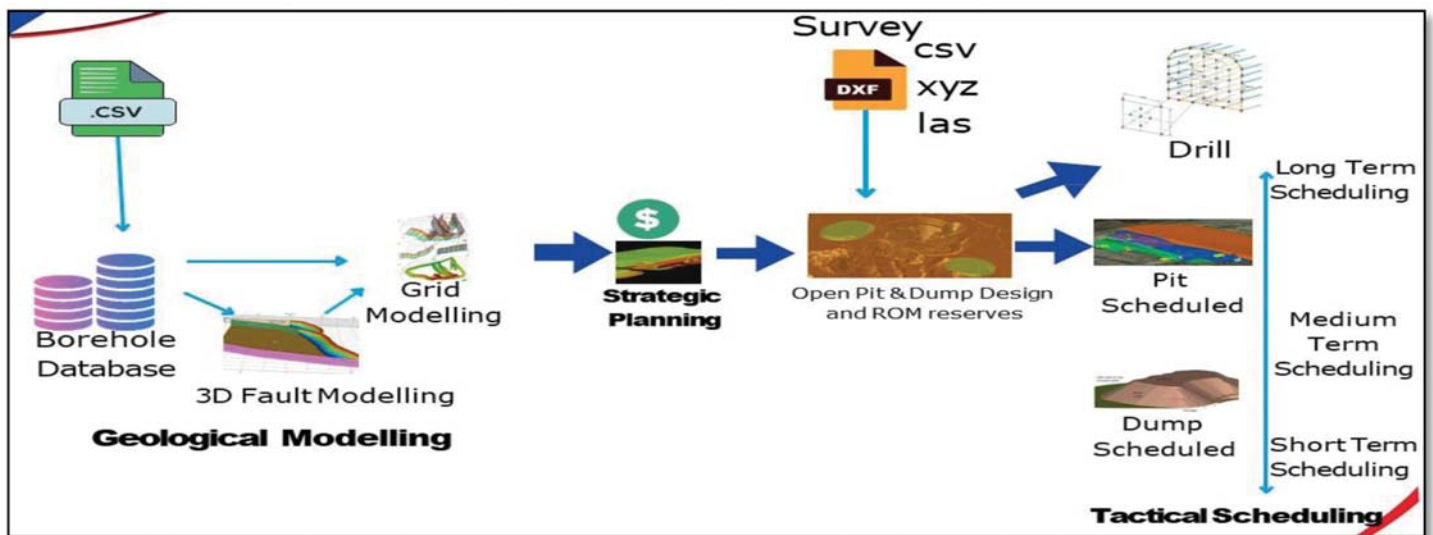 .CSV
Borehole
Database
3D Fault Modelling
Grid
Modelling
Geological Modelling
$
Strategic
Planning
Survey
csv
xyz
las
DXF
Open Pit & Dump Design
and ROM reserves
Drill
Pit
Scheduled
Dump
Scheduled
Long Term
Scheduling
Medium
Term
Scheduling
Short Term
Scheduling
Tactical Scheduling